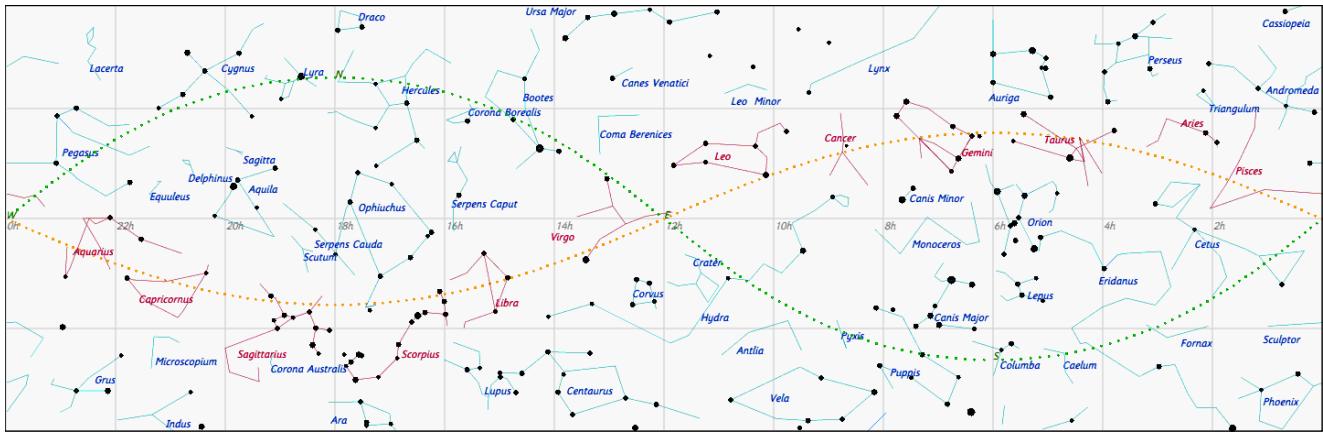 Draco
Ursa Major
Cassiopeia
Lacerta
Cygnus
Lyra
N
Hercules
Bootes
Canes Venatici
Lynx
Perseus
Corona Borealis
Leo Minor
Auriga
Andromeda
Triangulum
Coma Berenices
Cancer
Taurus
Aries
Pegasus
Sagitta
Leo
Gemini
Pisces
Delphinus
Aquila
Equuleus
Ophiuchus
Serpens Caput
Canis Minor
W
E
0h
22h
20h
18h
16h
14h
12h
10h
8h
6h
4h
2h
Orion
Aquarius
Serpens Cauda
Scutum
Virgo
Monoceros
Cetus
Crater
Capricornus
Libra
Corvus
Hydra
Lepus
Eridanus
Canis Major
Sagittarius
Scorpius
Antlia
Pyxis
S
Fornax
Sculptor
Microscopium
Corona Australis
Puppis
Columba
Caelum
Grus
Lupus
Centaurus
Vela
Phoenix
Indus
Ara